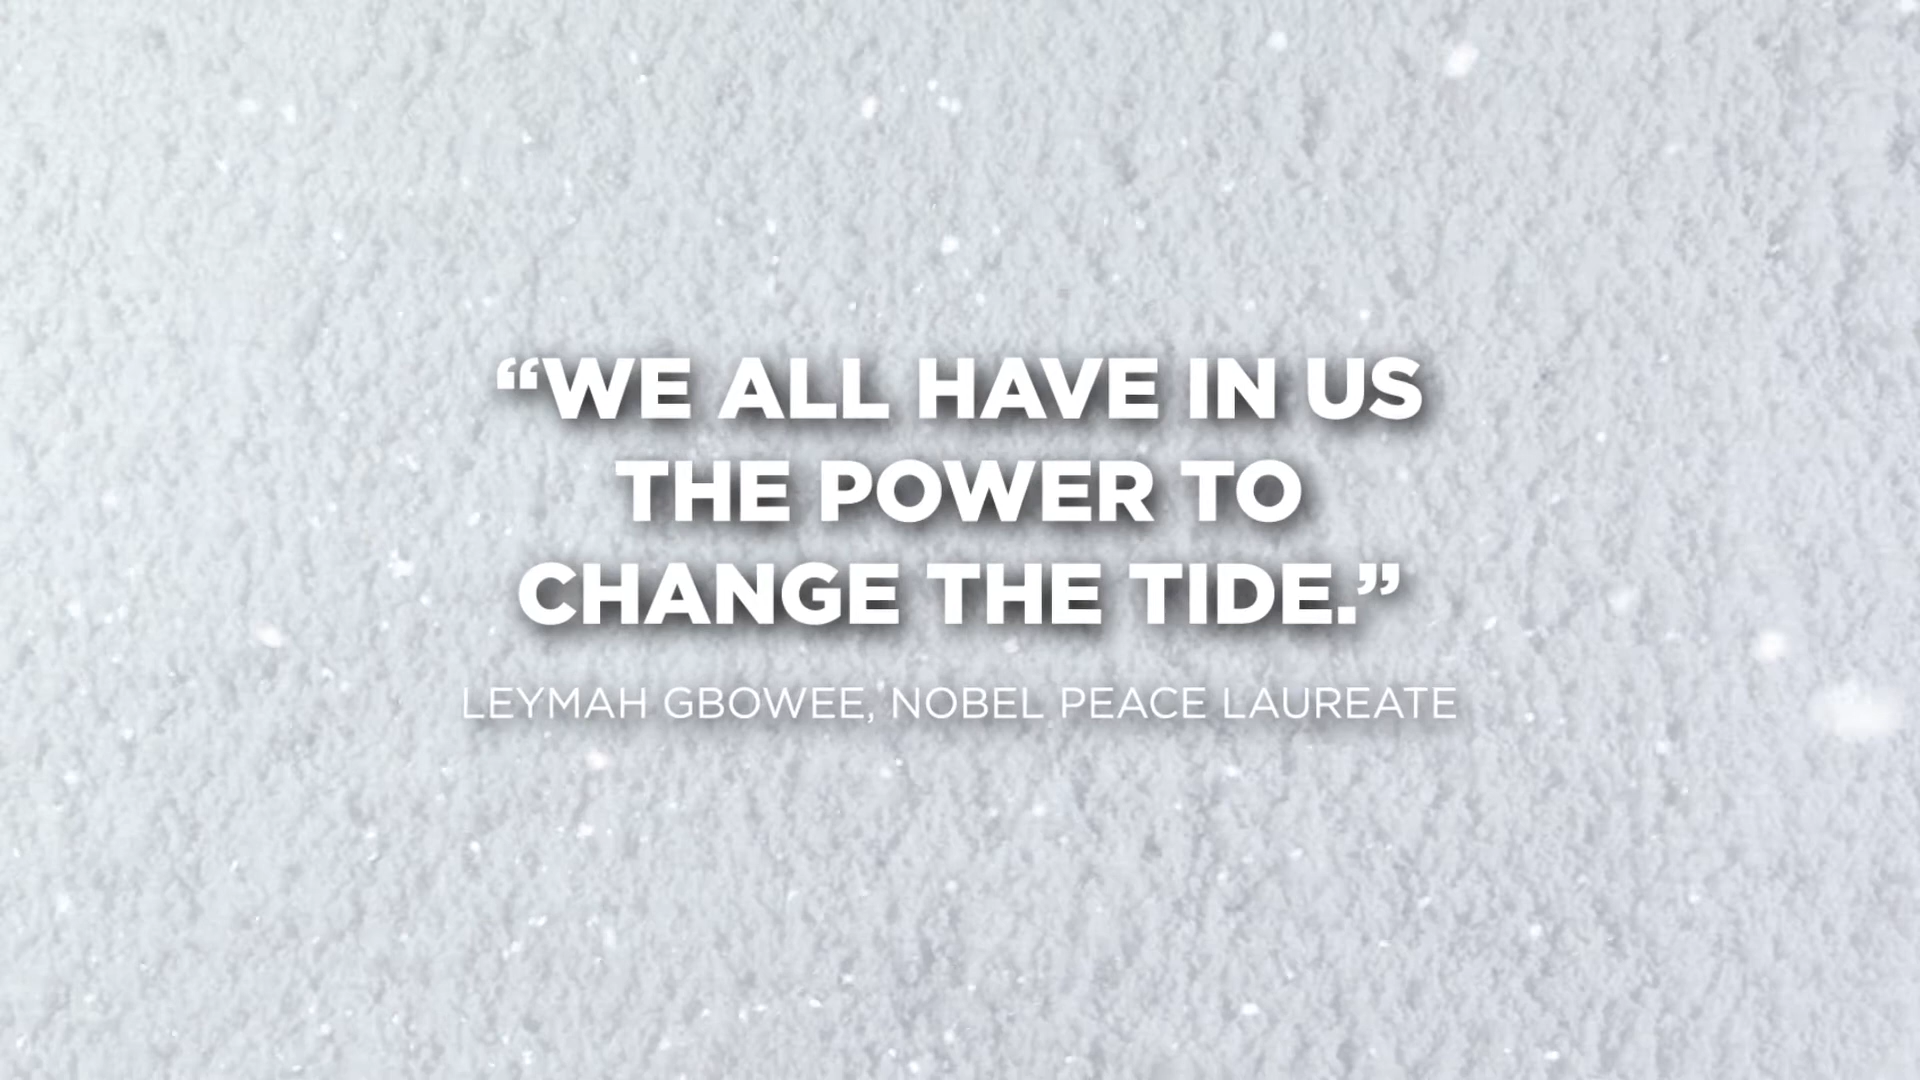 “WE ALL HAVE IN US
THE POWER TO
CHANGE THE TIDE.”
LEYMAH GBOWEE, NOBEL PEACE LAUREATE